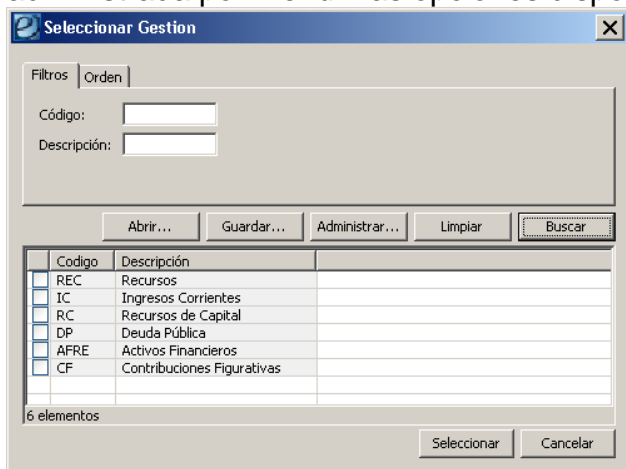 Seleccionar Gestion
Filtros Orden
Código:
Descripción:
Abrir... Guardar... Administrar... Limpiar Buscar
Codigo Descripción
REC Recursos
IC Ingresos Corrientes
RC Recursos de Capital
DP Deuda Pública
AFRE Activos Financieros
CF Contribuciones Figurativas
6 elementos
Seleccionar Cancelar